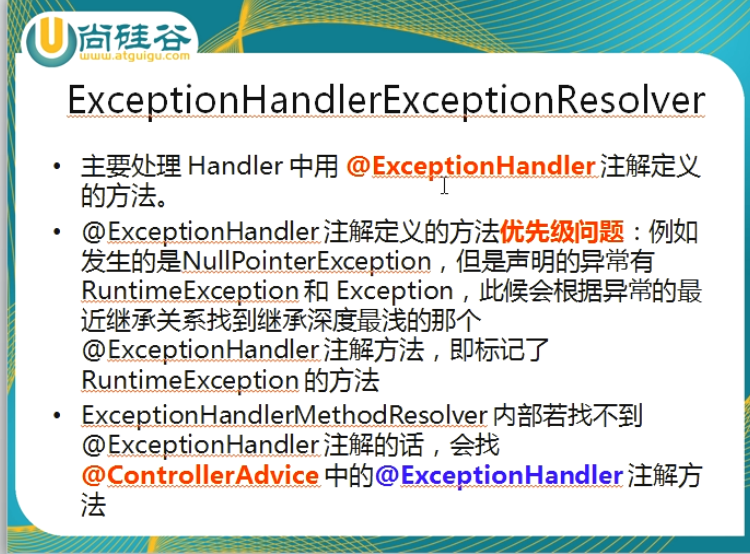 尚硅谷
www.atguigu.com
ExceptionHandlerExceptionResolver
• 主要处理 Handler 中用 @ExceptionHandler 注解定义
的方法。
• @ExceptionHandler 注解定义的方法优先级问题：例如
发生的是NullPointerException，但是声明的异常有
RuntimeException 和 Exception，此候会根据异常的最
近继承关系找到继承深度最浅的那个
@ExceptionHandler 注解方法，即标记了
RuntimeException 的方法
• ExceptionHandlerMethodResolver 内部若找不到
@ExceptionHandler 注解的话，会找
@ControllerAdvice 中的@ExceptionHandler 注解方
法